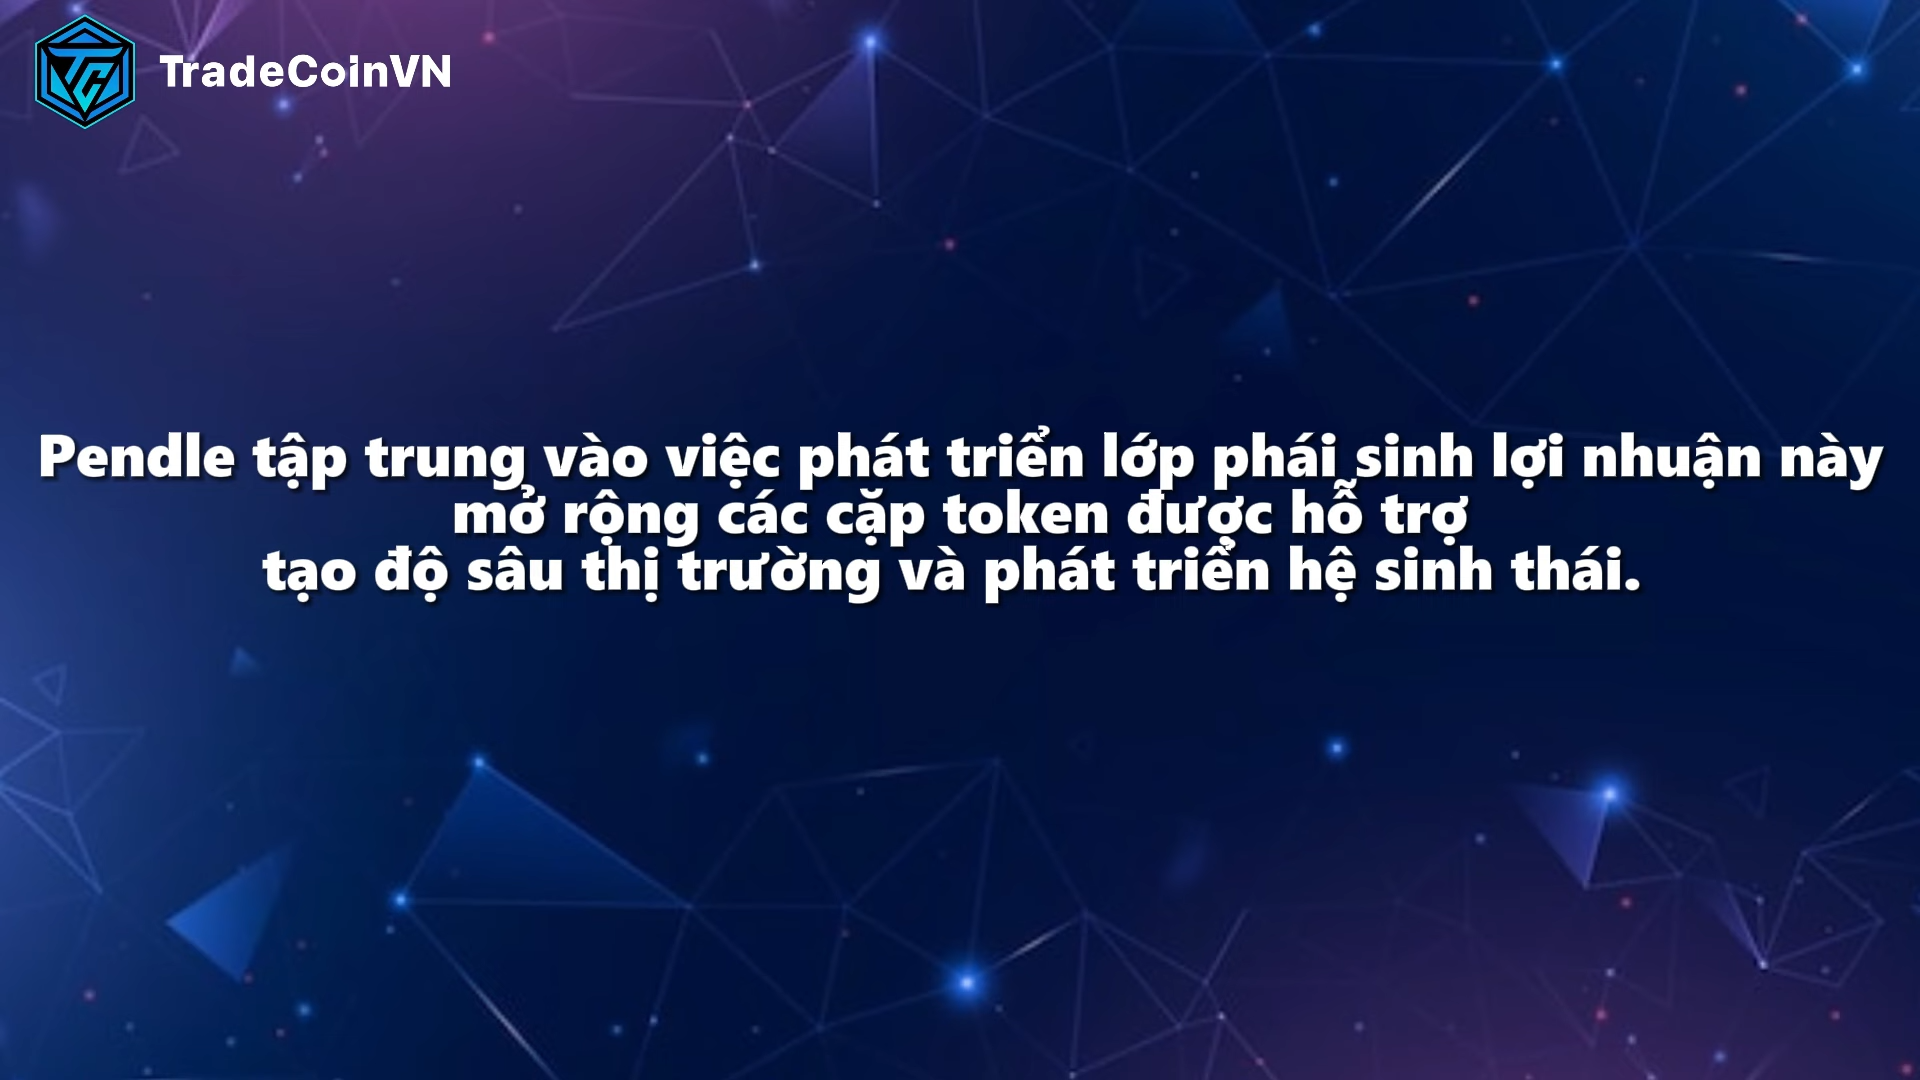 TradeCoinVN
Pendle tập trung vào việc phát triển lớp phái sinh lợi nhuận này
mở rộng các cặp token được hỗ trợ
tạo độ sâu thị trường và phát triển hệ sinh thái.